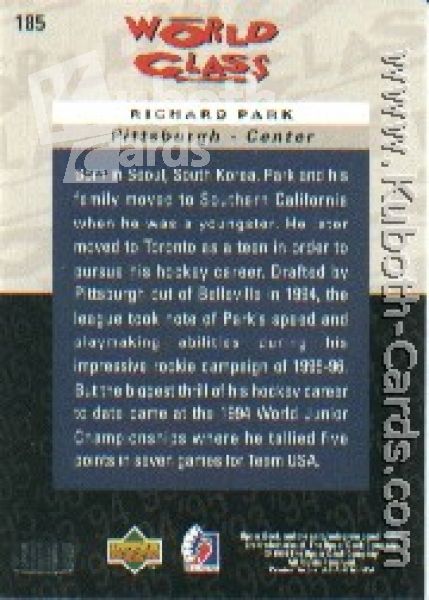 185
WORLD
CLASS
RICHARD PARK
Pittsburgh - Center
Born in Seoul, South Korea, Park and his
family moved to Southern California
when he was a youngster. He later
moved to Toronto as a teen in order to
pursue his hockey career. Drafted by
Pittsburgh out of Belleville in 1994, the
league took note of Park's speed and
playmaking abilities during his
impressive rookie campaign of 1995-96.
But the biggest thrill of his hockey career
to date came at the 1994 World Junior
Championships where he tallied five
points in seven games for Team USA.
UPPER DECK
Kuboth
Cards
www.Kuboth-Cards.com